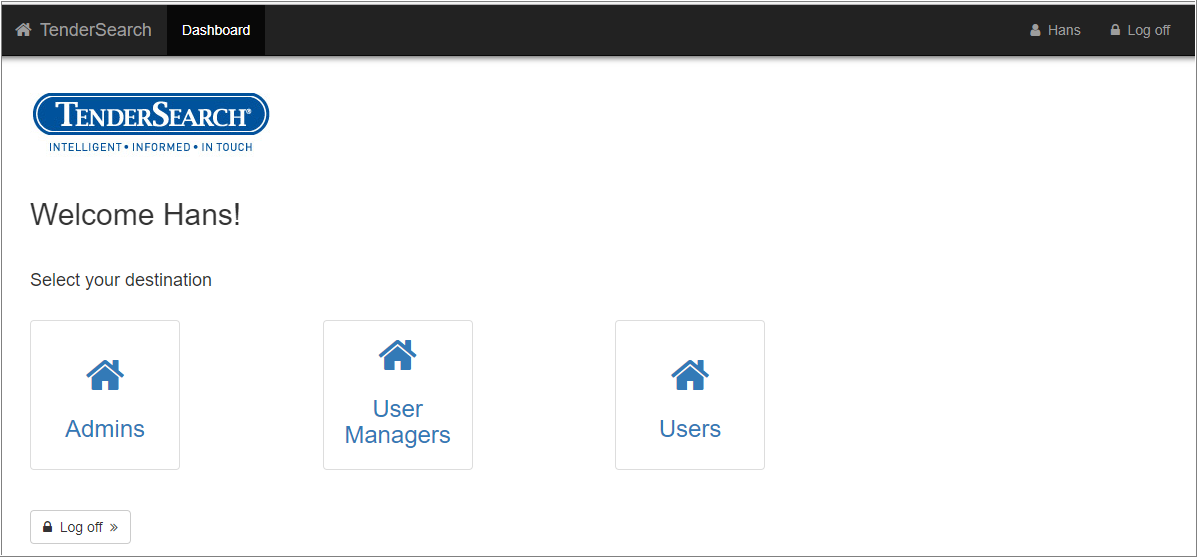 TenderSearch Dashboard Hans Log off
TENDERSEARCH®
INTELLIGENT • INFORMED • IN TOUCH
Welcome Hans!
Select your destination
Admins
User
Managers
Users
Log off »